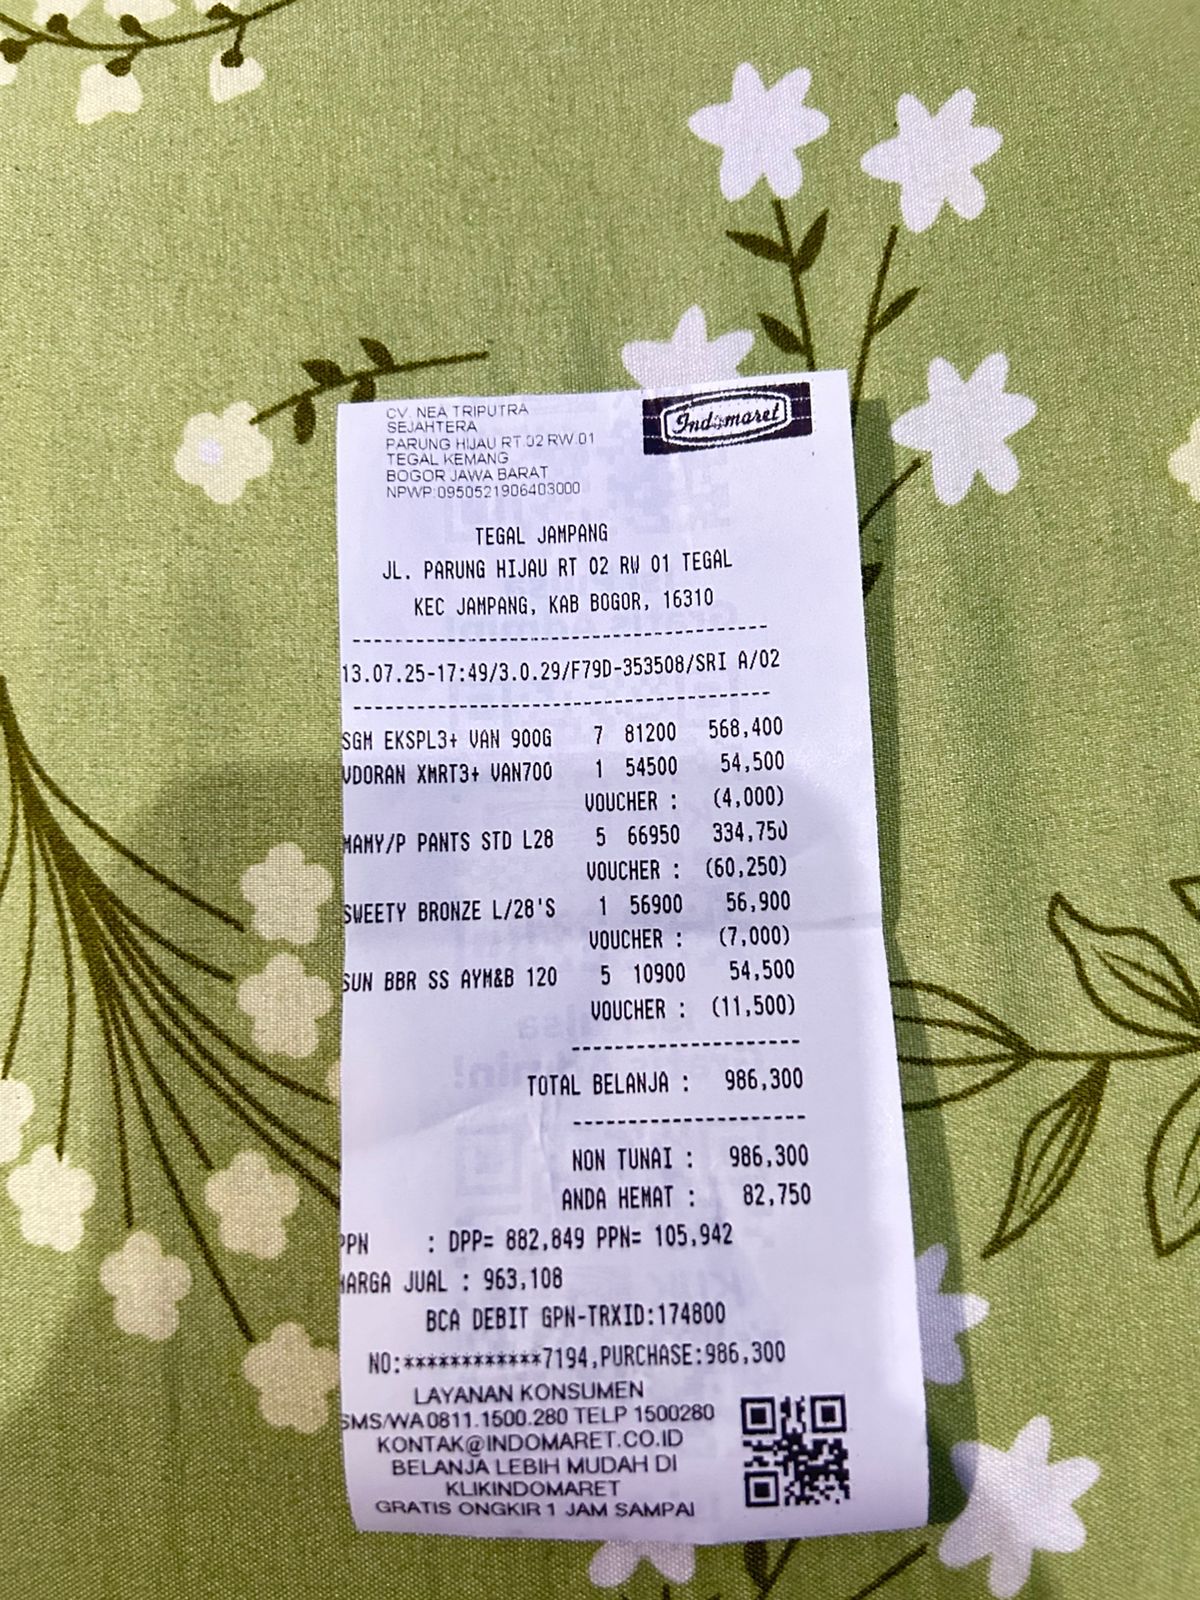 CV. NEA TRIPUTRA
SEJAHTERA
PARUNG HIJAU RT.02 RW.01
TEGAL KEMANG
BOGOR JAWA BARAT
NPWP:0950521906403000
Indomaret
TEGAL JAMPANG
JL. PARUNG HIJAU RT 02 RW 01 TEGAL
KEC JAMPANG, KAB BOGOR, 16310
13.07.25-17:49/3.0.29/F79D-353508/SRI A/02
SGM EKSPL3+ VAN 900G 7 81200 568,400
VDORAN XMRT3+ VAN700 1 54500 54,500
VOUCHER : (4,000)
MAMY/P PANTS STD L28 5 66950 334,750
VOUCHER : (60,250)
SWEETY BRONZE L/28'S 1 56900 56,900
VOUCHER : (7,000)
SUN BBR SS AYM&B 120 5 10900 54,500
VOUCHER : (11,500)
TOTAL BELANJA : 986,300
NON TUNAI : 986,300
ANDA HEMAT : 82,750
PPN : DPP= 882,849 PPN= 105,942
HARGA JUAL : 963,108
BCA DEBIT GPN-TRXID:174800
NO:************7194,PURCHASE:986,300
LAYANAN KONSUMEN
SMS/WA 0811.1500.280 TELP 1500280
KONTAK@INDOMARET.CO.ID
BELANJA LEBIH MUDAH DI
KLIKINDOMARET
GRATIS ONGKIR 1 JAM SAMPAI